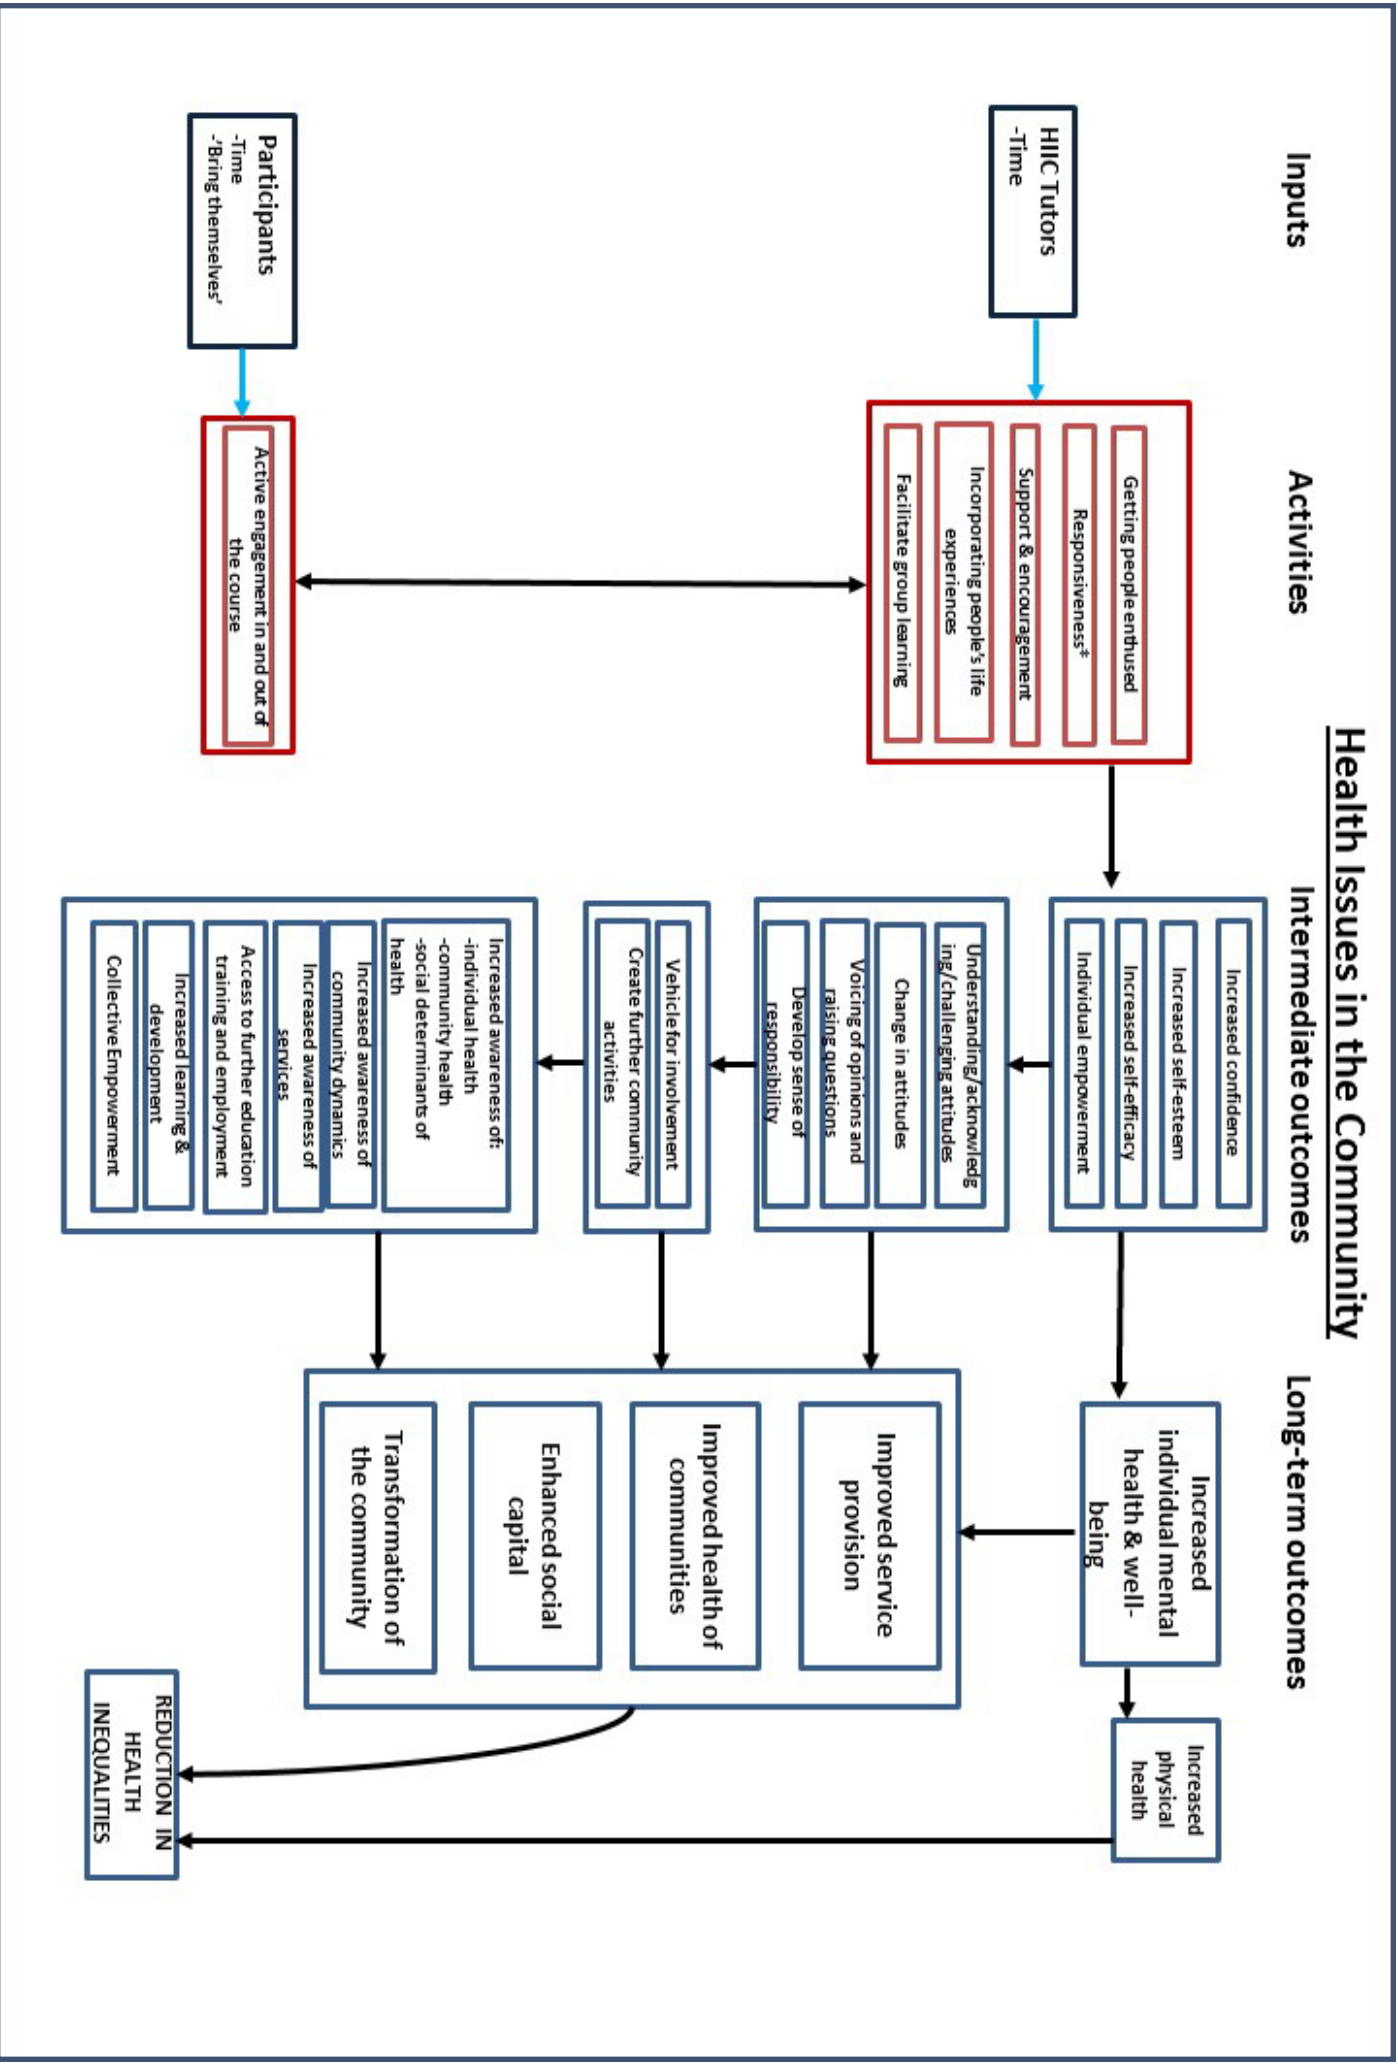 Health Issues in the Community
Inputs
Activities
Intermediate outcomes
Long-term outcomes
HIIC Tutors
-Time
Participants
-Time
-'Bring themselves'
Getting people enthused
Responsiveness*
Support & encouragement
Incorporating people's life
experiences
Facilitate group learning
Active engagement in and out of
the course
Increased confidence
Increased self-esteem
Increased self-efficacy
Individual empowerment
Understanding/acknowledg
ing/challenging attitudes
Change in attitudes
Voicing of opinions and
raising questions
Develop sense of
responsibility
Vehicle for involvement
Create further community
activities
Increased awareness of:
-individual health
-community health
-social determinants of
health
Increased awareness of
community dynamics
Increased awareness of
services
Access to further education
training and employment
Increased learning &
development
Collective Empowerment
Increased
individual mental
health & well-
being
Increased
physical
health
Improved service
provision
Improved health of
communities
Enhanced social
capital
Transformation of
the community
REDUCTION IN
HEALTH
INEQUALITIES